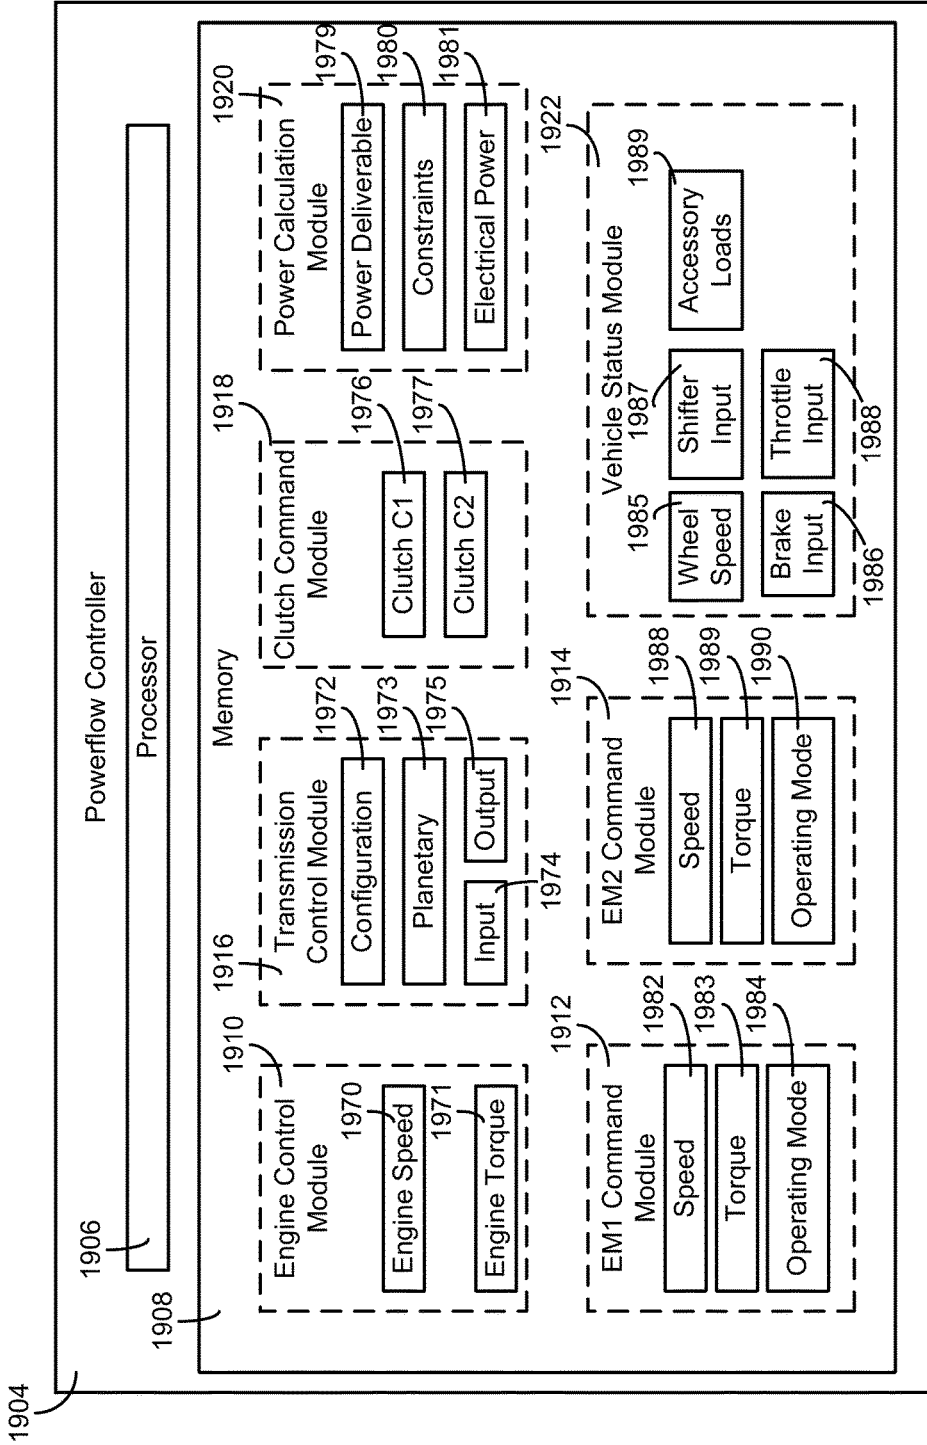 1904
Powerflow Controller
1906
Processor
1908
Memory
1910
Engine Control
Module
1970
Engine Speed
1971
Engine Torque
1916
Transmission
Control Module
1972
Configuration
1973
Planetary
1974
Input
1975
Output
1918
Clutch Command
Module
1976
Clutch C1
1977
Clutch C2
1920
Power Calculation
Module
1979
Power Deliverable
1980
Constraints
1981
Electrical Power
1912
EM1 Command
Module
1982
Speed
1983
Torque
1984
Operating Mode
1914
EM2 Command
Module
1988
Speed
1989
Torque
1990
Operating Mode
1922
Vehicle Status Module
1985
Wheel
Speed
1987
Shifter
Input
1989
Accessory
Loads
Brake
Input
1986
Throttle
Input
1988